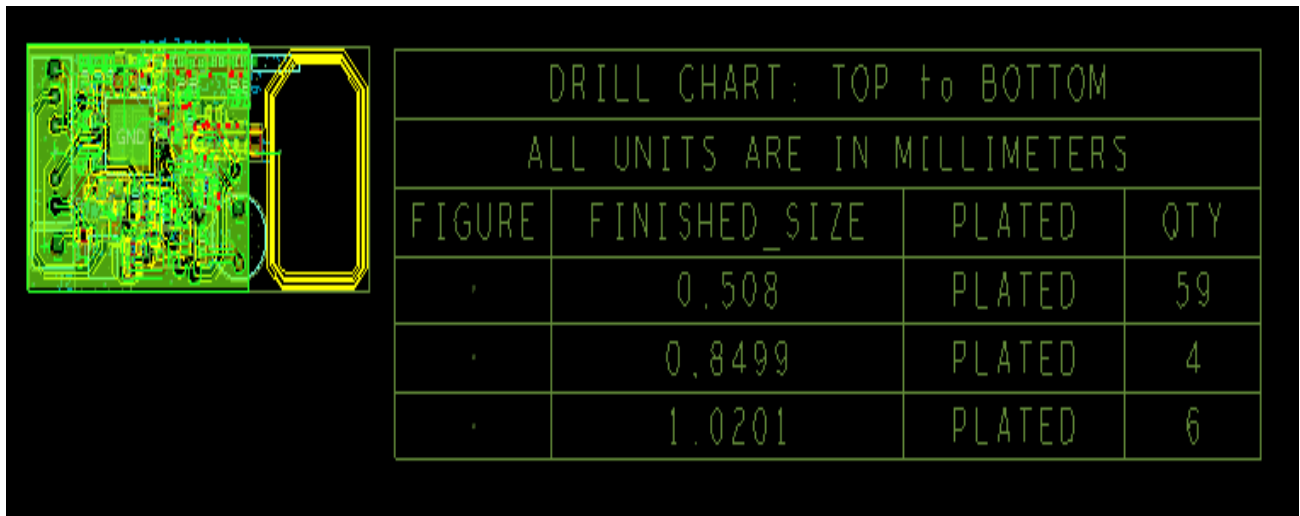 DRILL CHART: TOP to BOTTOM
ALL UNITS ARE IN MILLIMETERS
FIGURE FINISHED_SIZE PLATED QTY
0.508 PLATED 59
0.8499 PLATED 4
1.0201 PLATED 6
GND